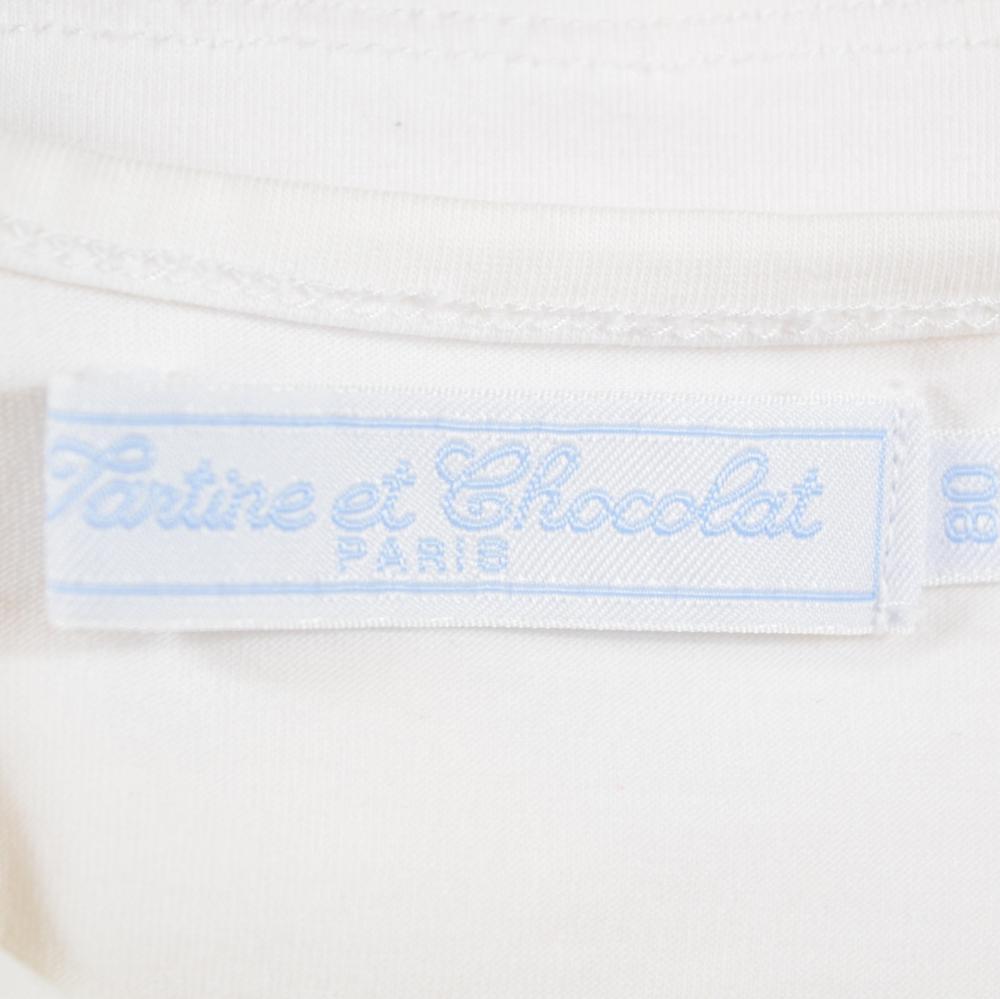 Tartine et Chocolat
PARIS
80